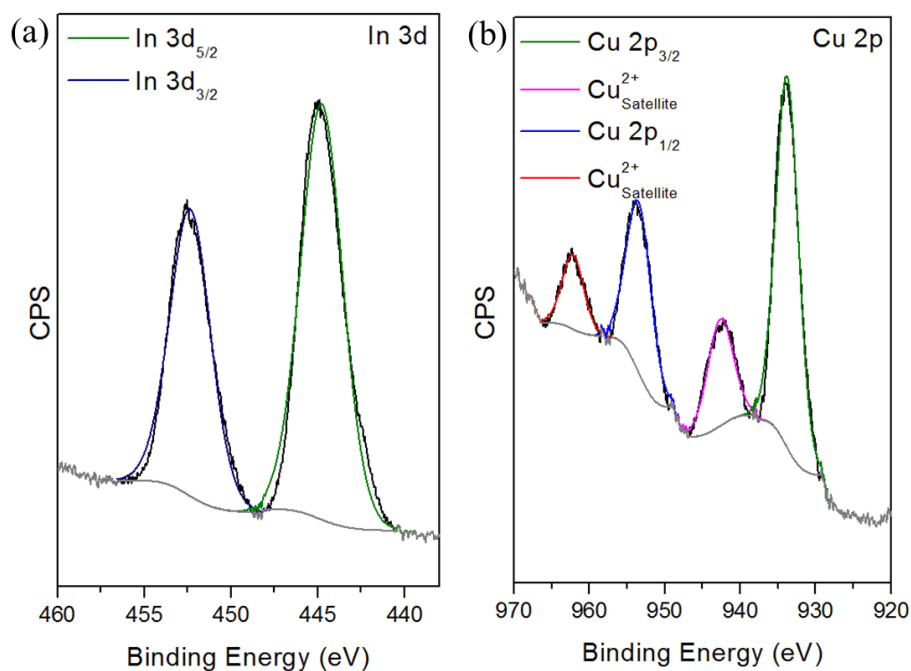 (a)
In 3d
In 3d5/2
In 3d3/2
CPS
460 455 450 445 440
Binding Energy (eV)
(b)
Cu 2p
Cu 2p3/2
Cu2+Satellite
Cu 2p1/2
Cu2+Satellite
CPS
970 960 950 940 930 920
Binding Energy (eV)